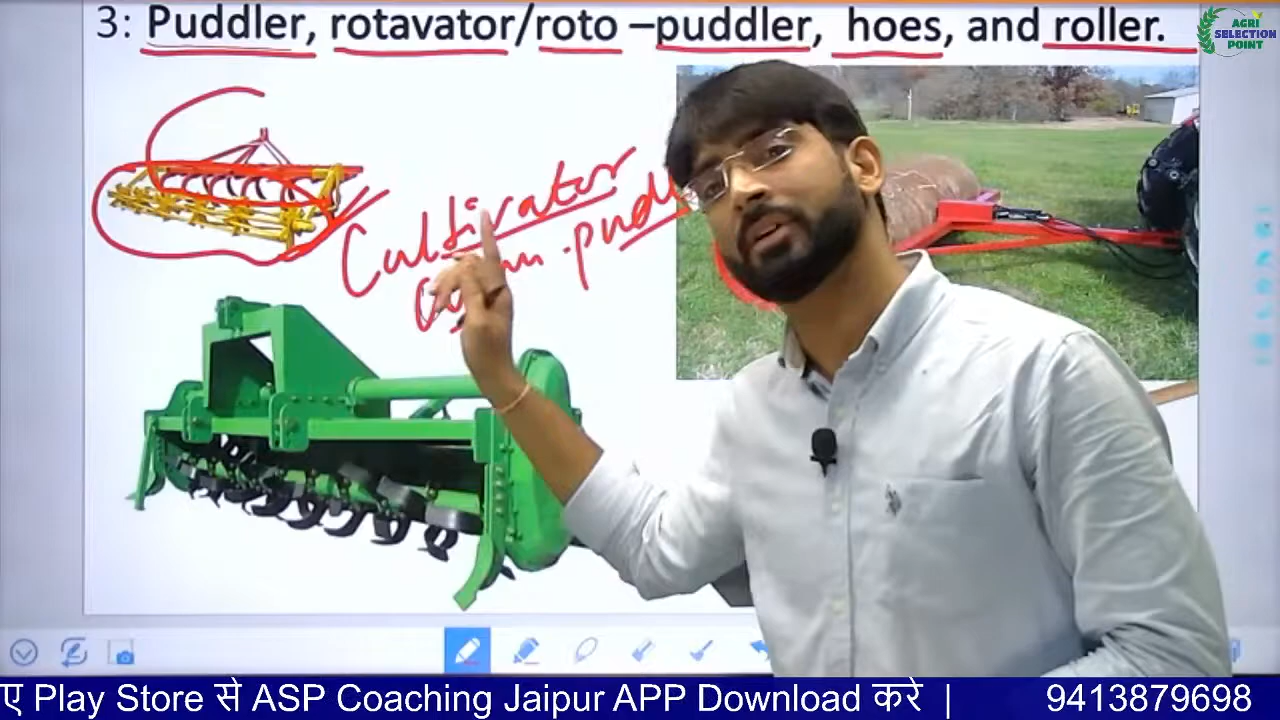 3: Puddler, rotavator/roto –puddler, hoes, and roller.
AGRI
SELECTION
POINT
Cultivator
ए Play Store से ASP Coaching Jaipur APP Download करे | 9413879698